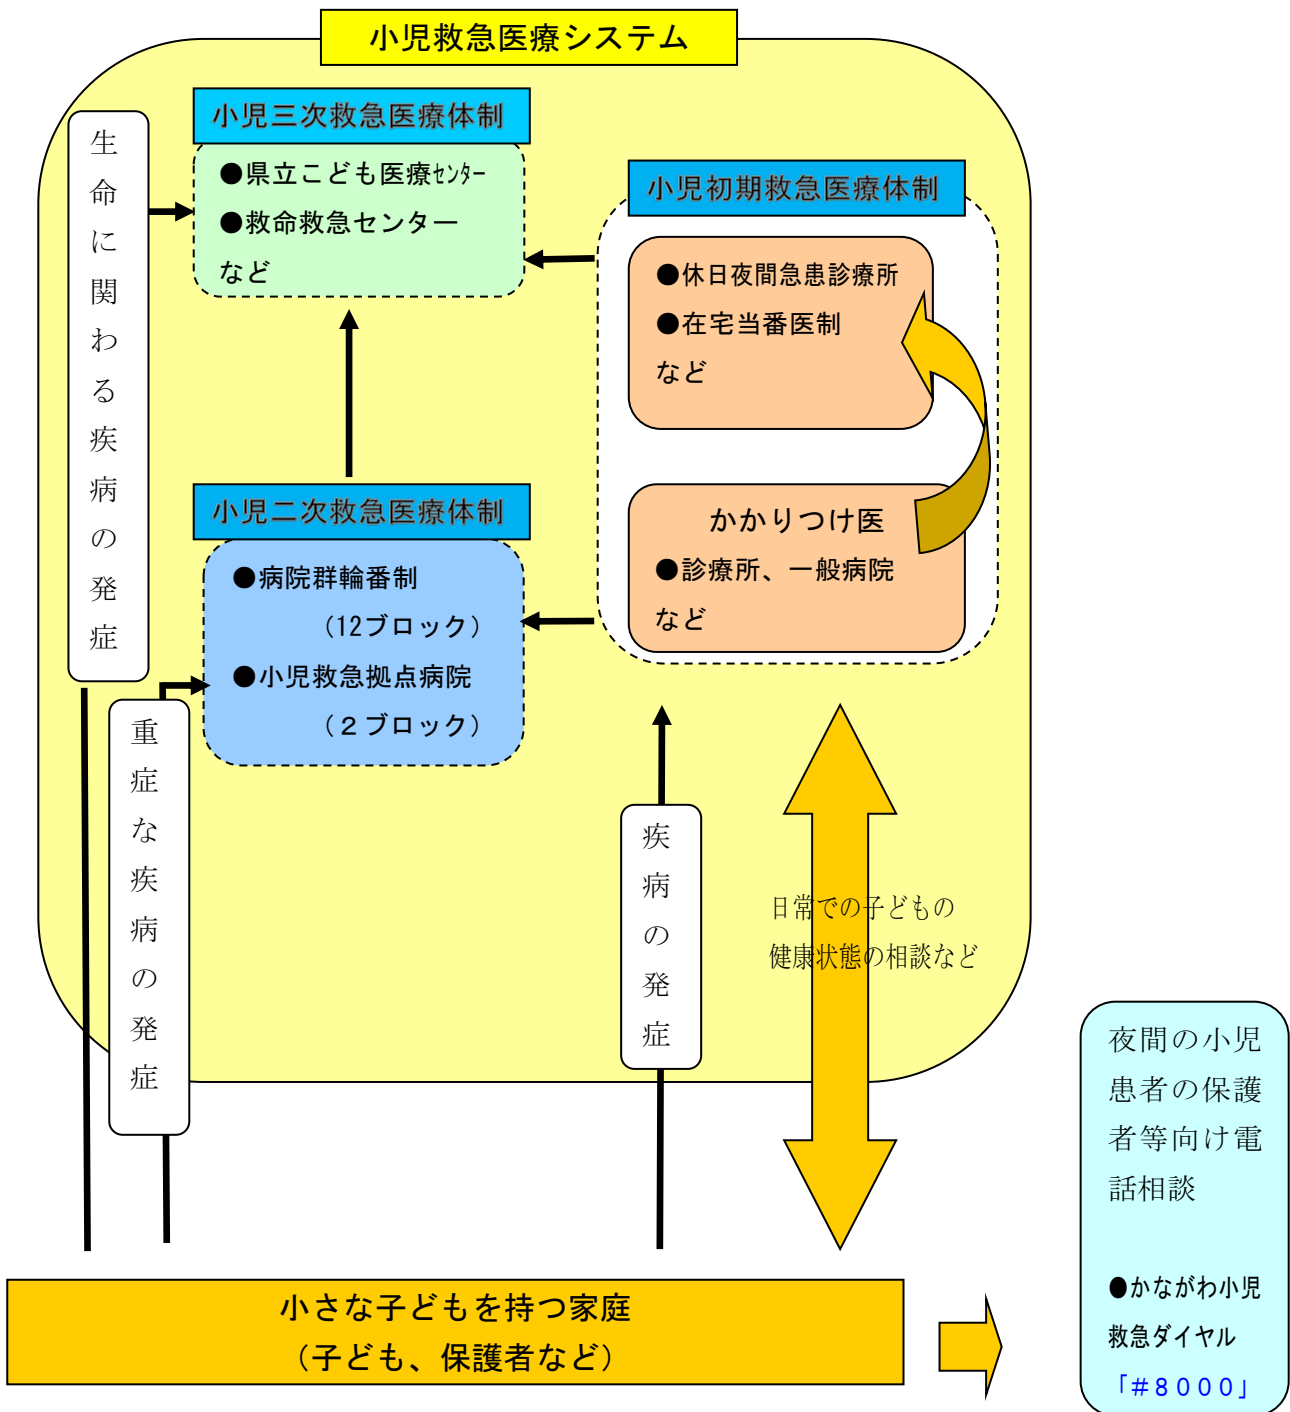 小児救急医療システム
小児三次救急医療体制
●県立こども医療ｾﾝﾀｰ
●救命救急センター
など
小児初期救急医療体制
●休日夜間急患診療所
●在宅当番医制
など
かかりつけ医
●診療所、一般病院
など
小児二次救急医療体制
●病院群輪番制
（12ブロック）
●小児救急拠点病院
（２ブロック）
生命に関わる疾病の発症
重症な疾病の発症
疾病の発症
日常での子どもの
健康状態の相談など
小さな子どもを持つ家庭
（子ども、保護者など）
夜間の小児
患者の保護
者等向け電
話相談
●かながわ小児
救急ダイヤル
「＃８０００」